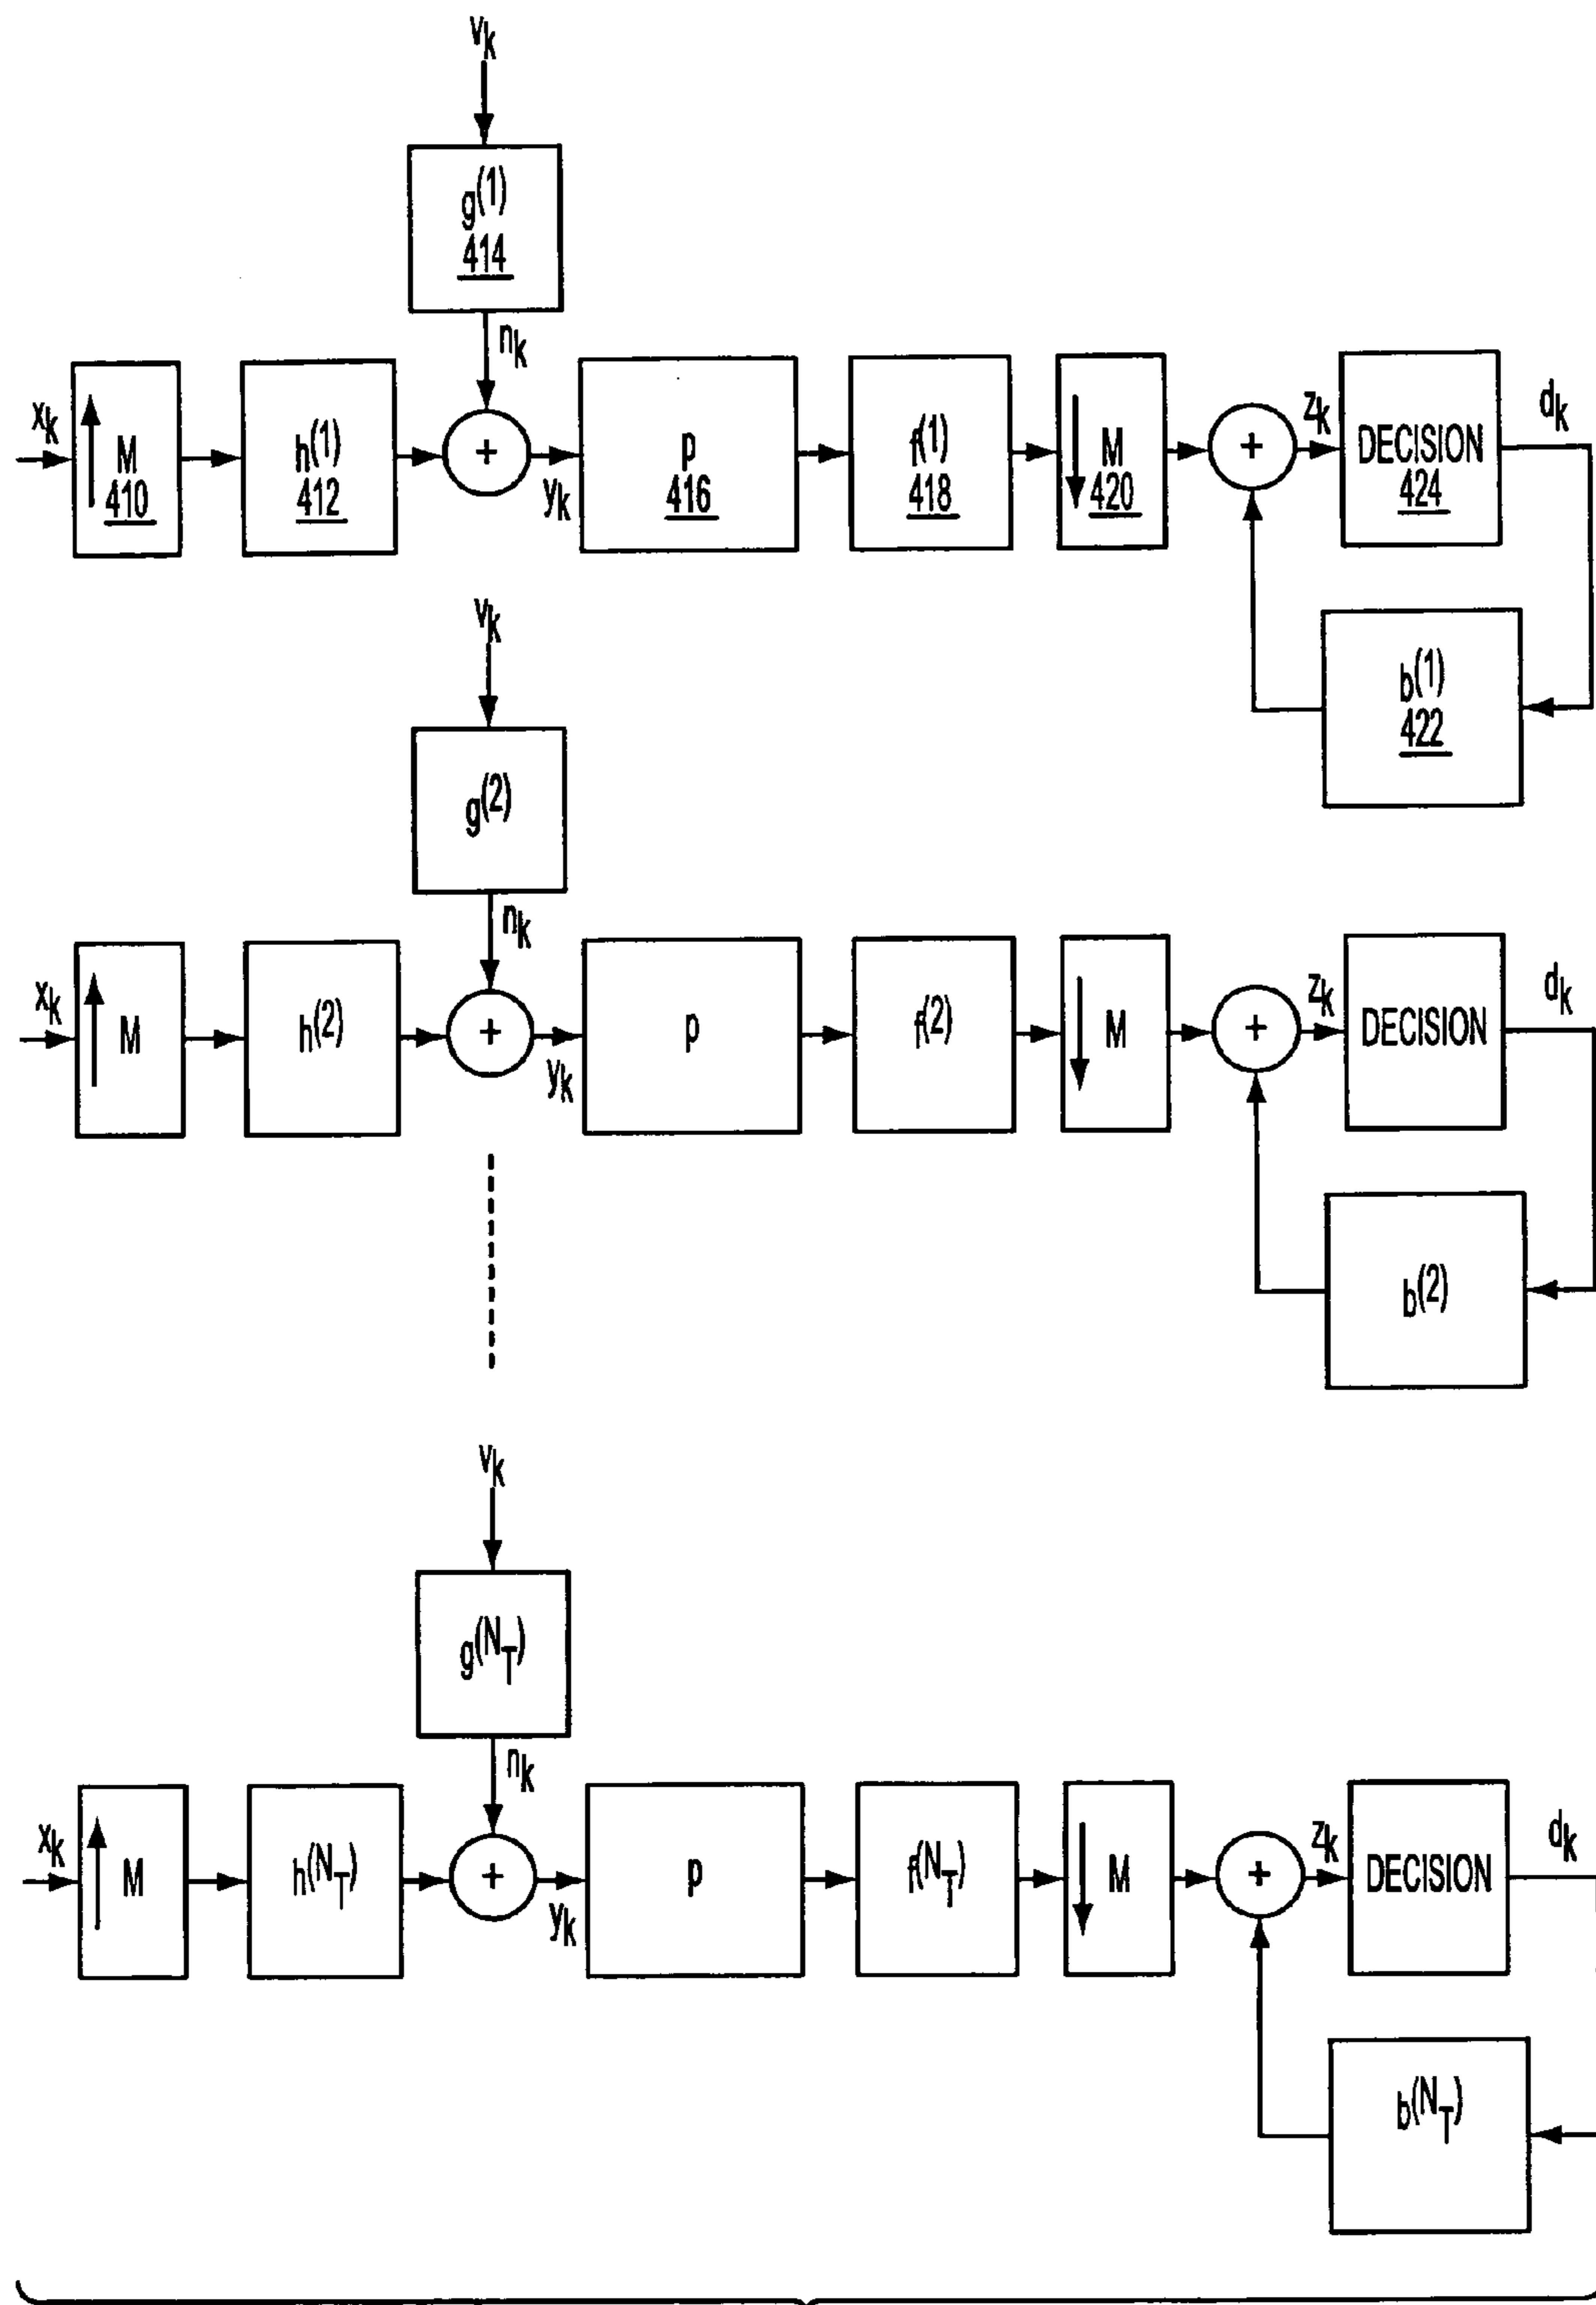 vk
g(1)
414
nk
xk
M
410
h(1)
412
+
yk
p
416
f(1)
418
M
420
+
zk
DECISION
424
dk
b(1)
422
vk
g(2)
nk
xk
M
h(2)
+
yk
p
f(2)
M
+
zk
DECISION
dk
b(2)
vk
g(NT)
nk
xk
M
h(NT)
+
yk
p
f(NT)
M
+
zk
DECISION
dk
b(NT)